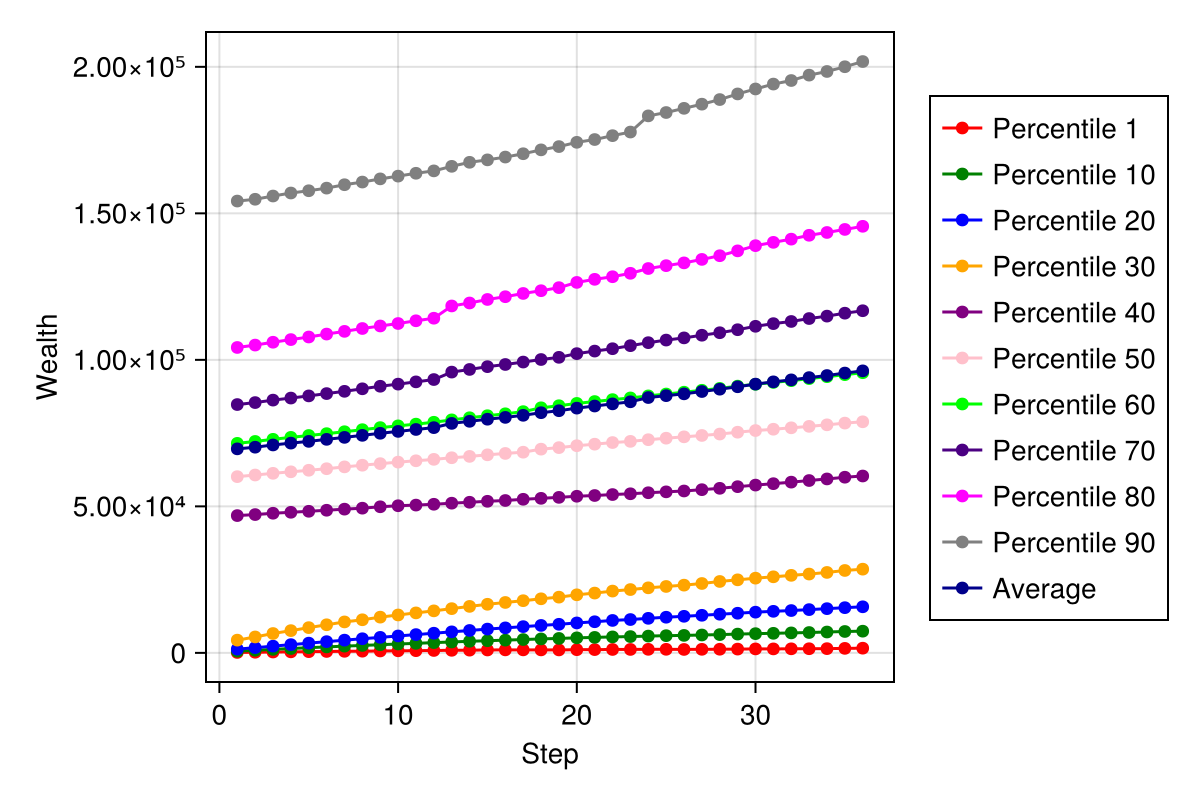 2.00×10⁵
1.50×10⁵
1.00×10⁵
5.00×10⁴
0
Wealth
0 10 20 30
Step
Percentile 1
Percentile 10
Percentile 20
Percentile 30
Percentile 40
Percentile 50
Percentile 60
Percentile 70
Percentile 80
Percentile 90
Average